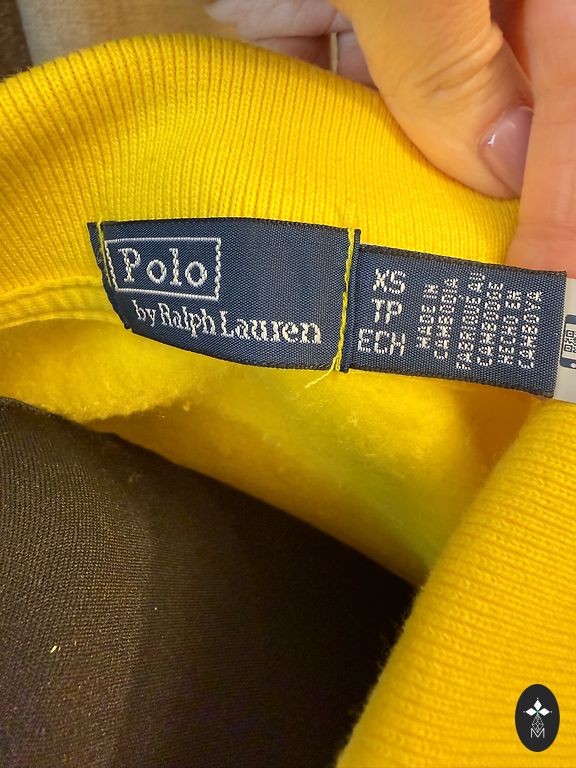 Polo
by Ralph Lauren
XS
TP
ECH
MADE IN
CAMBODIA
FABRIQUÉ AU
CAMBODGE
HECHO EN
CAMBOYA